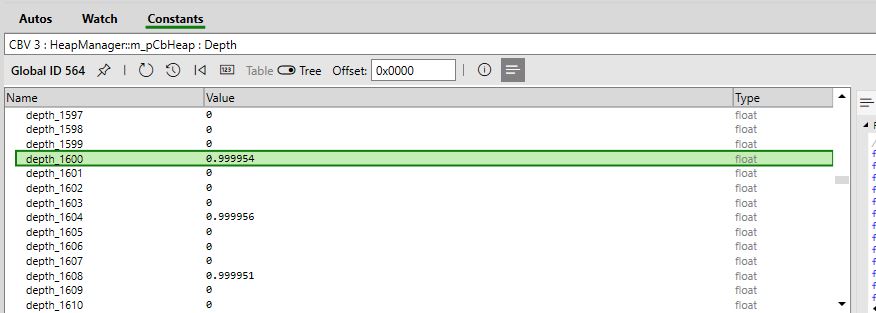 Autos Watch Constants
CBV 3 : HeapManager::m_pCbHeap : Depth
Global ID 564 123 Table Tree Offset: 0x0000
Name Value Type
depth_1597 0 float
depth_1598 0 float
depth_1599 0 float
depth_1600 0.999954 float
depth_1601 0 float
depth_1602 0 float
depth_1603 0 float
depth_1604 0.999956 float
depth_1605 0 float
depth_1606 0 float
depth_1607 0 float
depth_1608 0.999951 float
depth_1609 0 float
depth_1610 0 float